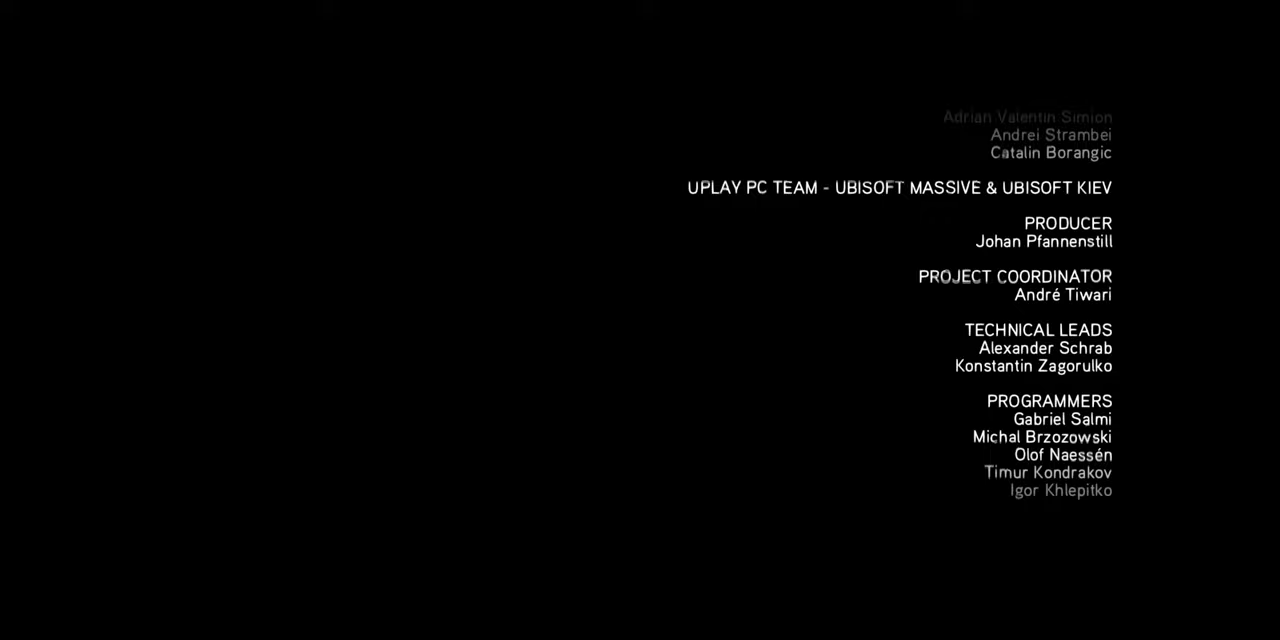 Adrian Valentin Simion
Andrei Strambei
Catalin Borangic
UPLAY PC TEAM - UBISOFT MASSIVE & UBISOFT KIEV
PRODUCER
Johan Pfannenstill
PROJECT COORDINATOR
André Tiwari
TECHNICAL LEADS
Alexander Schrab
Konstantin Zagorulko
PROGRAMMERS
Gabriel Salmi
Michal Brzozowski
Olof Naessén
Timur Kondrakov
Igor Khlepitko